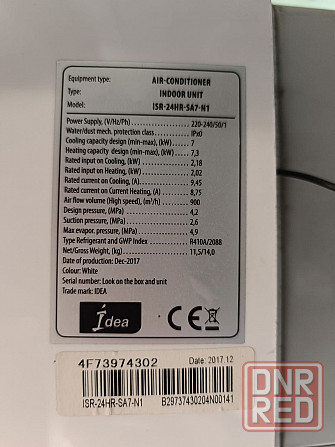 Equipment type: AIR-CONDITIONER
Type: INDOOR UNIT
Model: ISR-24HR-SA7-N1
Power Supply, (V/Hz/Ph) 220-240/50/1
Water/dust mech. protection class IPx0
Cooling capacity design (min-max), (kW) 7
Heating capacity design (min-max), (kW) 7,3
Rated input on Cooling, (kW) 2,18
Rated input on Heating, (kW) 2,02
Rated current on Cooling, (A) 9,45
Rated current on Current Heating, (A) 8,75
Air flow volume (High speed), (m³/h) 900
Design pressure, (MPa) 4,2
Suction pressure, (MPa) 2,6
Max evapor. pressure, (MPa) 4,9
Type Refrigerant and GWP Index R410A/2088
Net/Gross Weight, (kg) 11,5/14,0
Date of production: Dec-2017
Colour: White
Serial number: Look on the box and unit
Trade mark: IDEA
idea CE
4F73974302 Date: 2017.12
ISR-24HR-SA7-N1 B29737430204N00141
DNR
RED